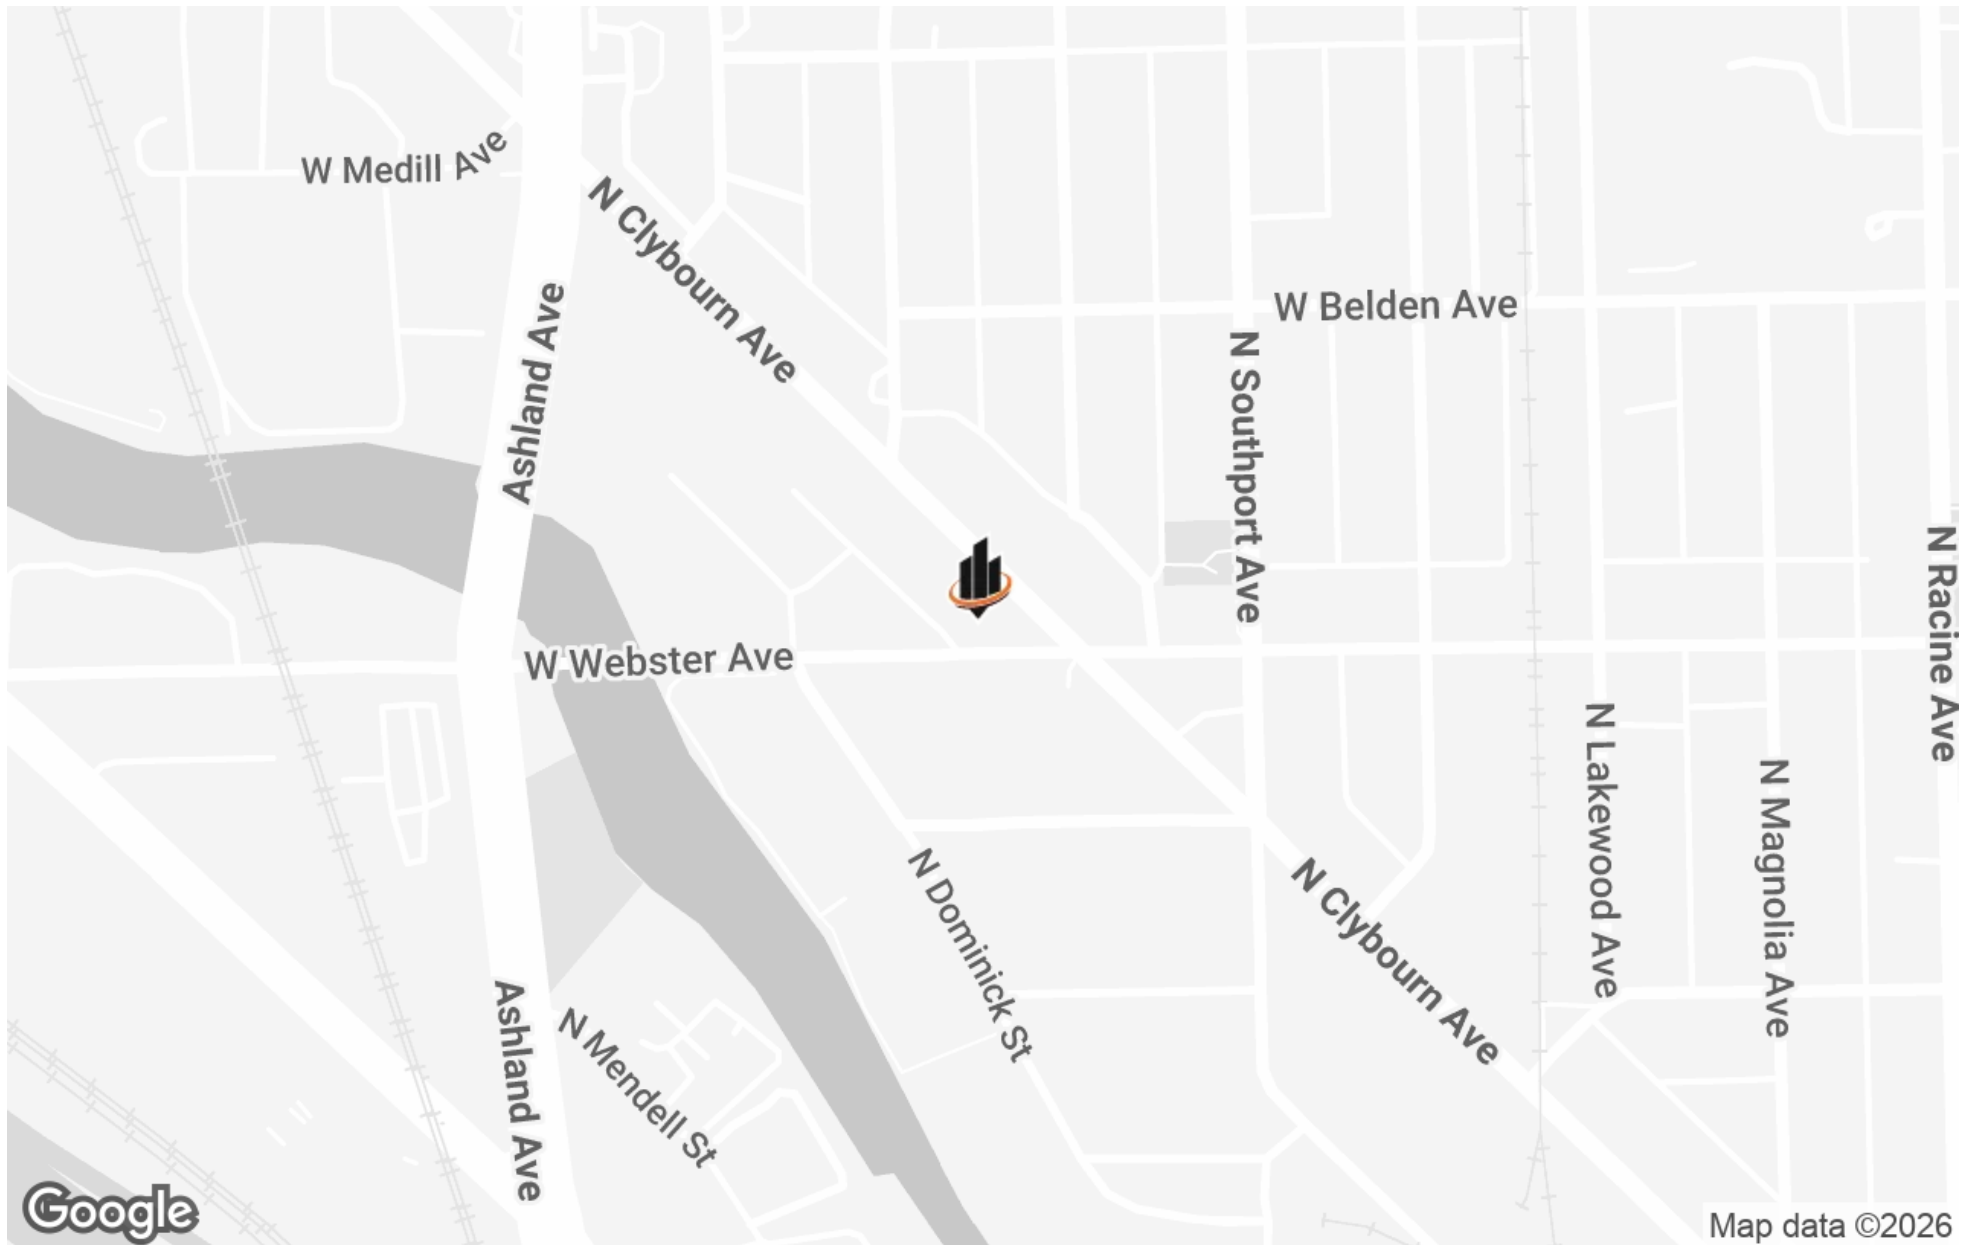 W Medill Ave
N Clybourn Ave
Ashland Ave
W Belden Ave
N Southport Ave
N Racine Ave
W Webster Ave
N Lakewood Ave
N Magnolia Ave
N Dominick St
N Clybourn Ave
Ashland Ave
N Mendell St
Google
Map data ©2026